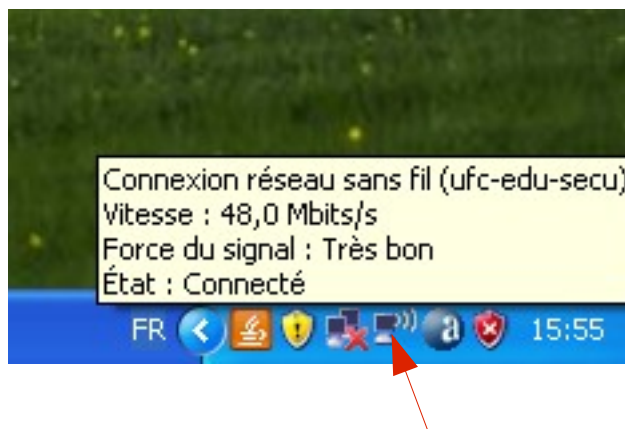 Connexion réseau sans fil (ufc-edu-secu)
Vitesse : 48,0 Mbits/s
Force du signal : Très bon
État : Connecté
FR a 15:55